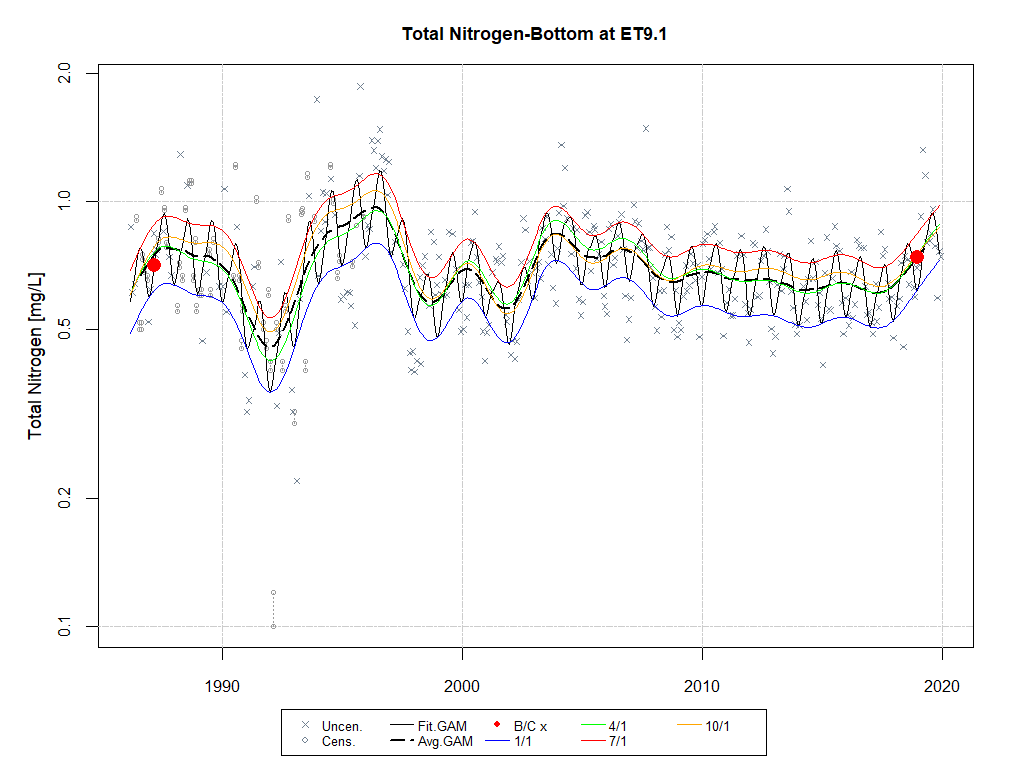 Total Nitrogen-Bottom at ET9.1
Total Nitrogen [mg/L]
2.0
1.0
0.5
0.2
0.1
1990 2000 2010 2020
Uncen. Fit.GAM B/C x 4/1 10/1
Cens. Avg.GAM 1/1 7/1